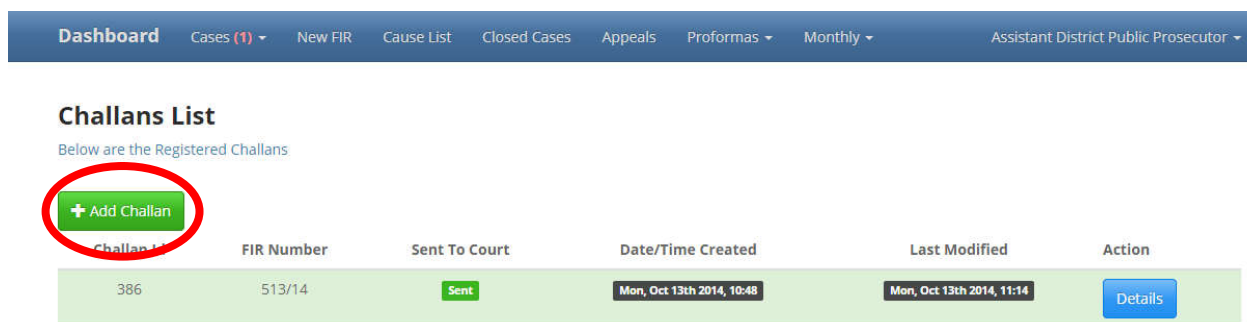 Dashboard Cases (1) New FIR Cause List Closed Cases Appeals Proformas Monthly Assistant District Public Prosecutor
Challans List
Below are the Registered Challans
+ Add Challan
Challan FIR Number Sent To Court Date/Time Created Last Modified Action
386 513/14 Sent Mon, Oct 13th 2014, 10:48 Mon, Oct 13th 2014, 11:14 Details